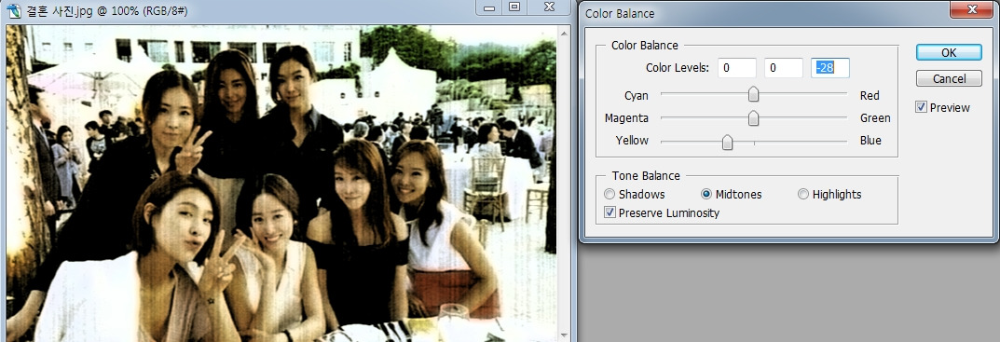 결혼 사진.jpg @ 100% (RGB/8#)
Color Balance
Color Balance
Color Levels: 0 0 -28
Cyan Red
Magenta Green
Yellow Blue
Tone Balance
Shadows Midtones Highlights
Preserve Luminosity
OK
Cancel
Preview